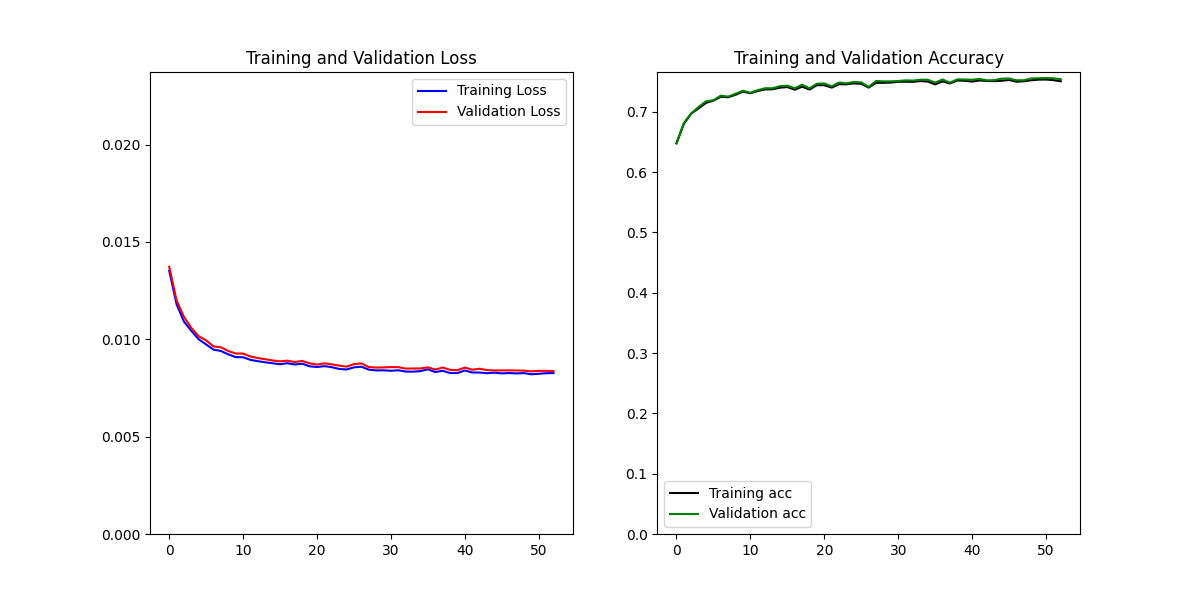 Training and Validation Loss
Training Loss
Validation Loss
0.020
0.015
0.010
0.005
0.000
0 10 20 30 40 50
Training and Validation Accuracy
0.7
0.6
0.5
0.4
0.3
0.2
0.1
0.0
Training acc
Validation acc
0 10 20 30 40 50